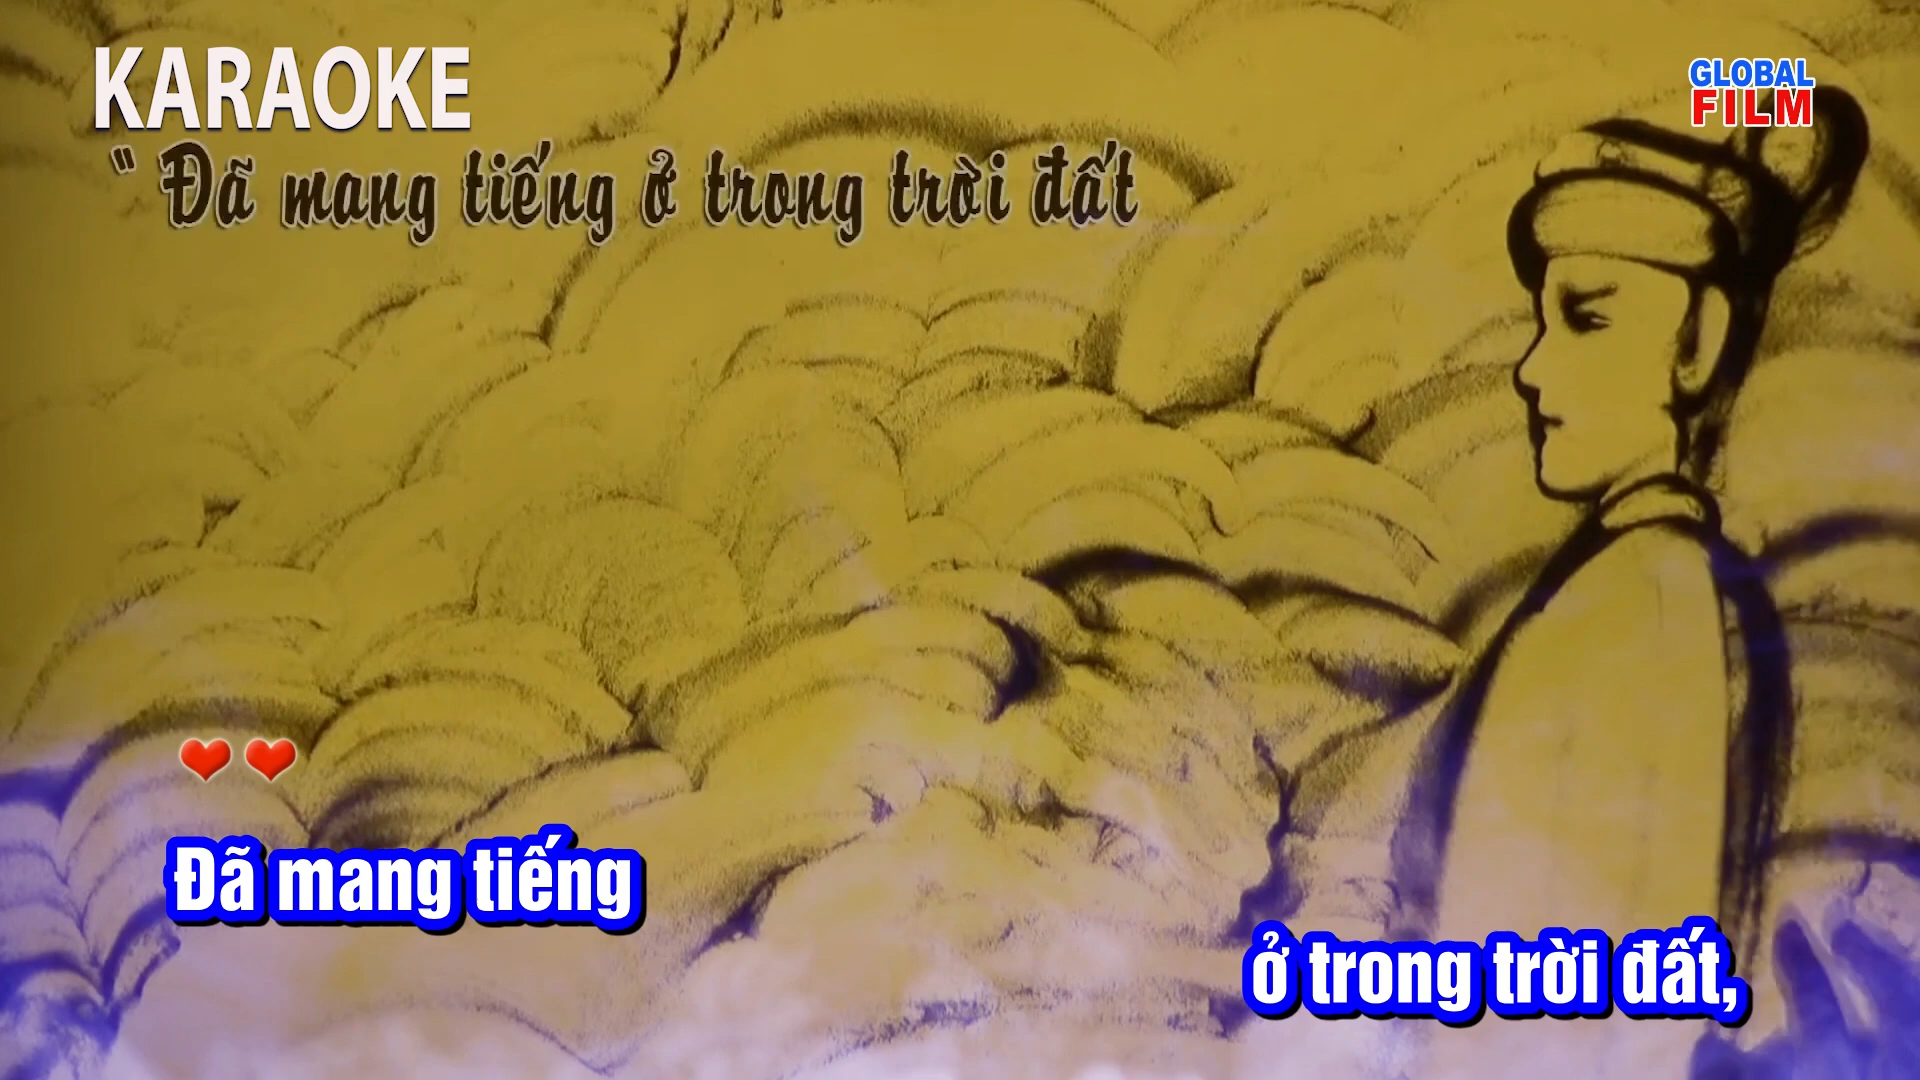 KARAOKE
GLOBAL
FILM
" Đã mang tiếng ở trong trời đất
Đã mang tiếng
ở trong trời đất,